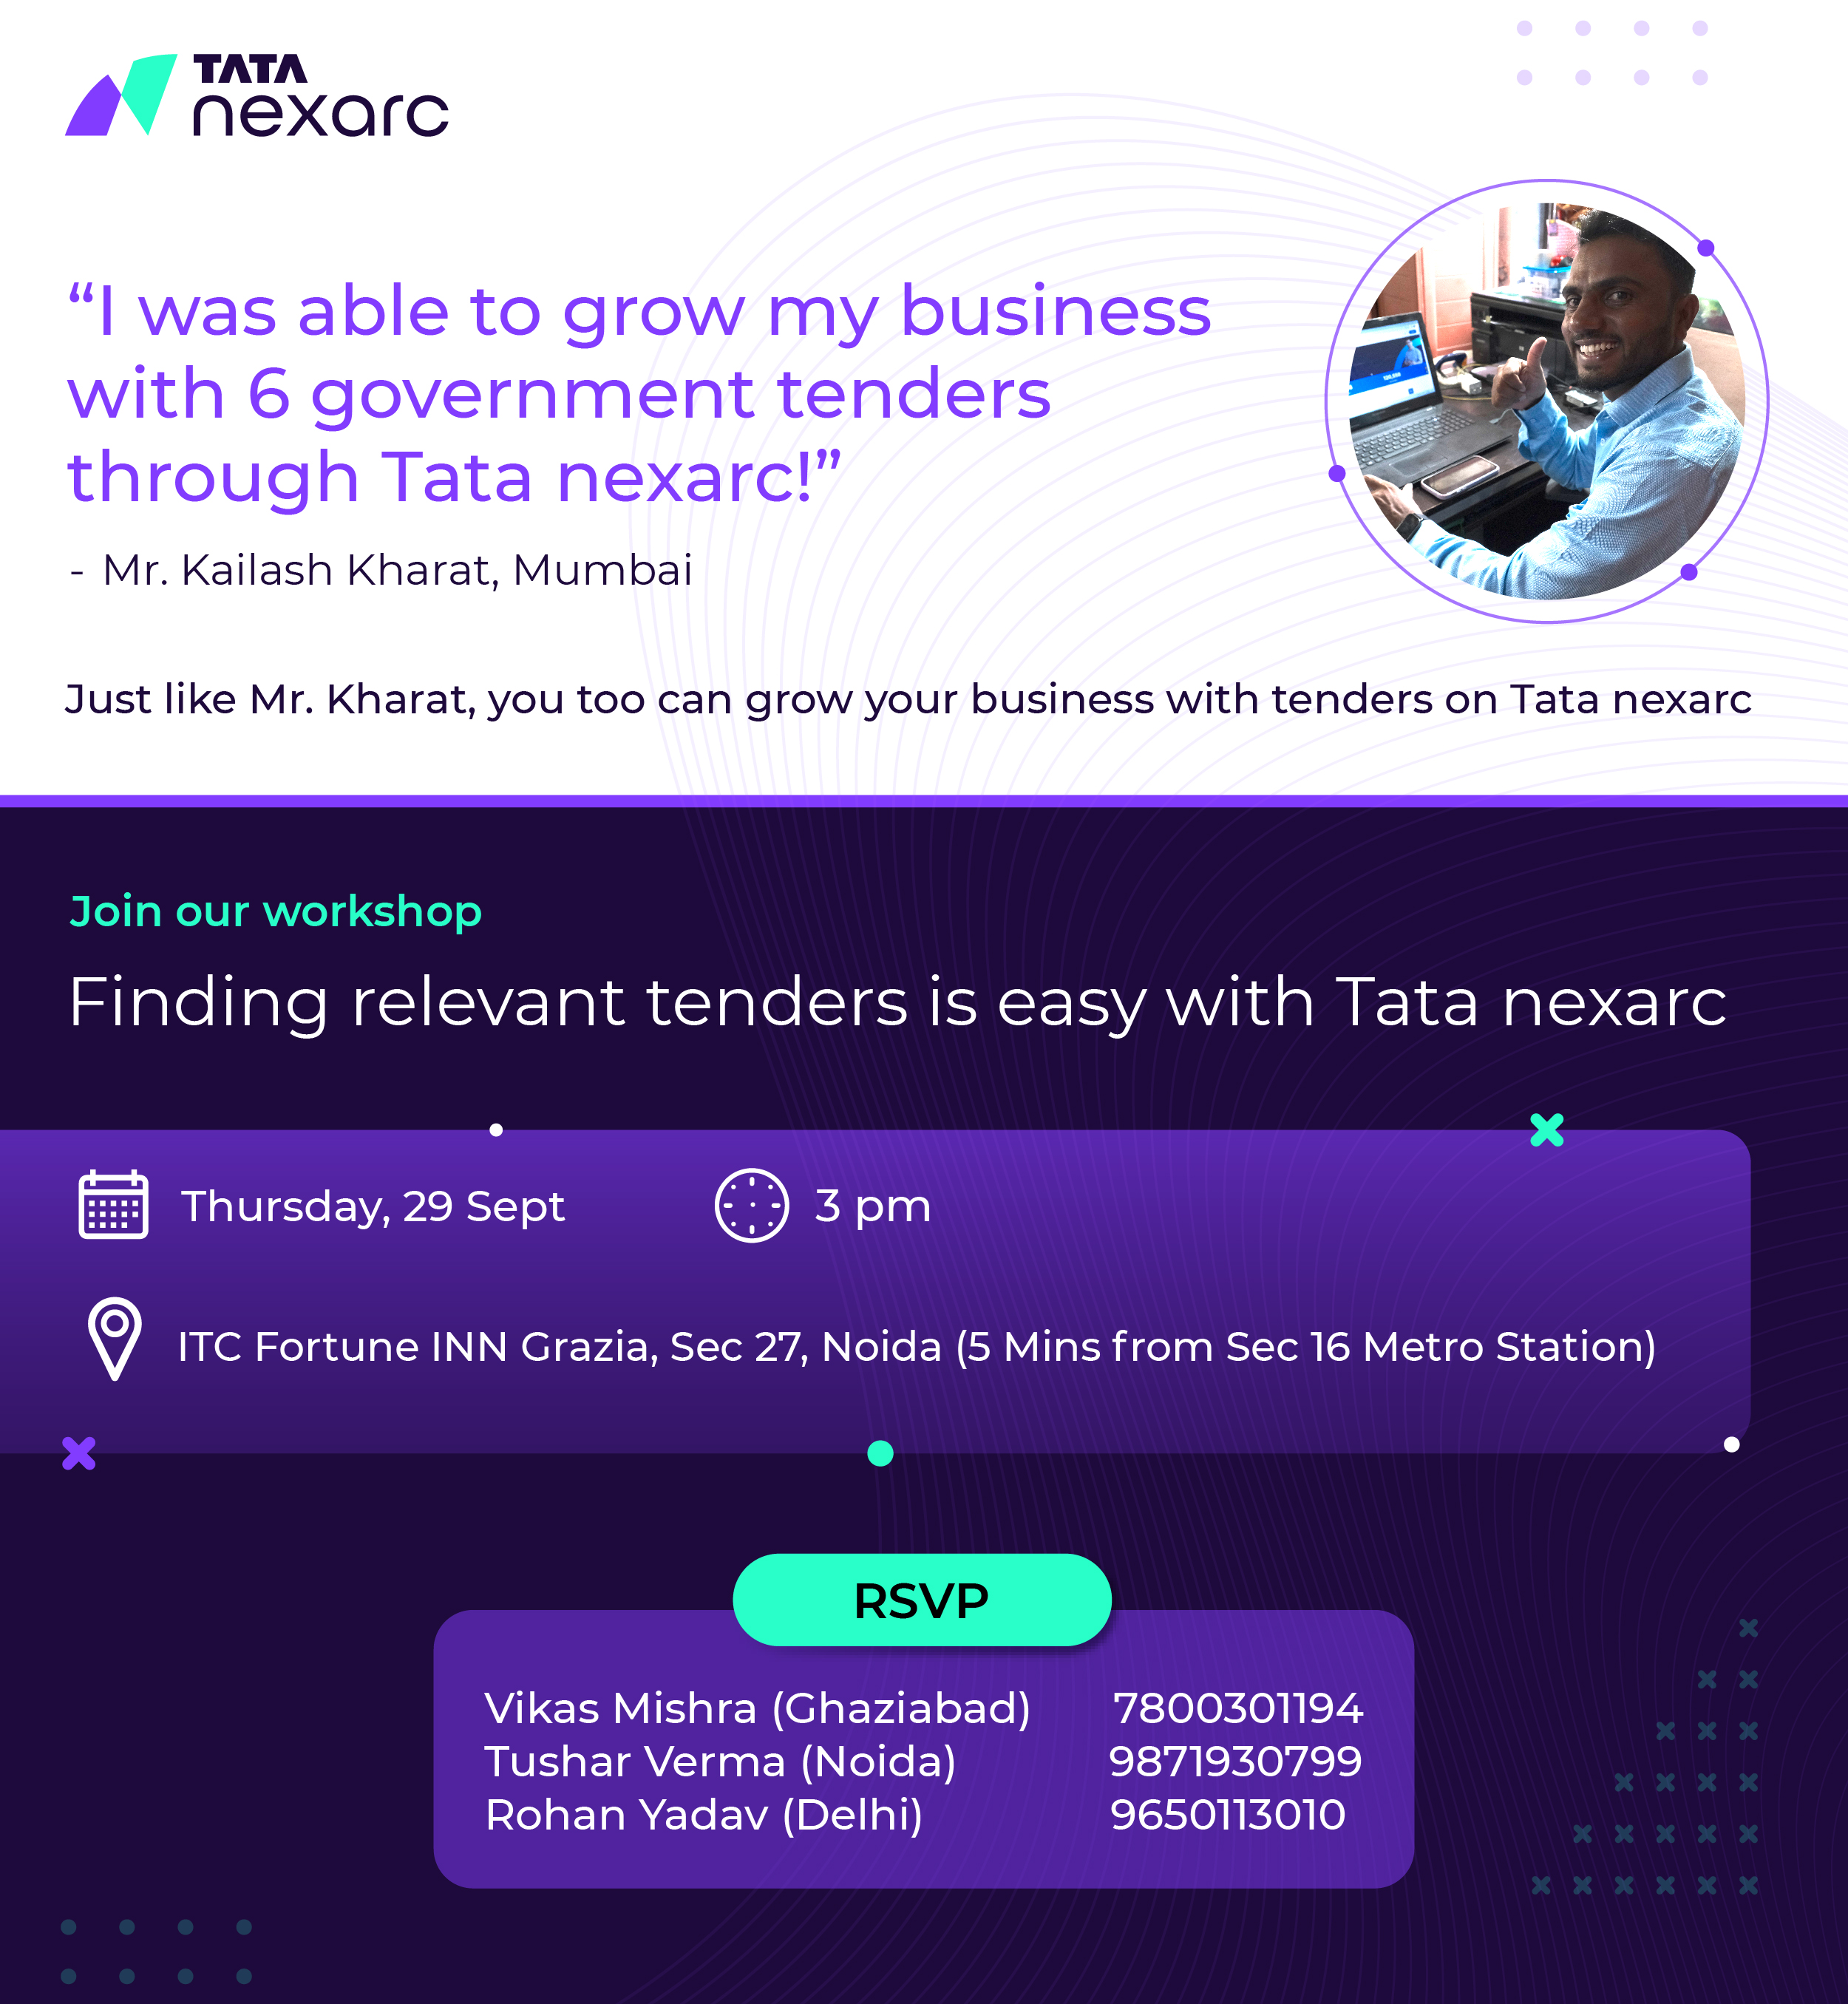 TATA
nexarc
“I was able to grow my business
with 6 government tenders
through Tata nexarc!”
- Mr. Kailash Kharat, Mumbai
Just like Mr. Kharat, you too can grow your business with tenders on Tata nexarc
Join our workshop
Finding relevant tenders is easy with Tata nexarc
Thursday, 29 Sept 3 pm
ITC Fortune INN Grazia, Sec 27, Noida (5 Mins from Sec 16 Metro Station)
RSVP
Vikas Mishra (Ghaziabad) 7800301194
Tushar Verma (Noida) 9871930799
Rohan Yadav (Delhi) 9650113010